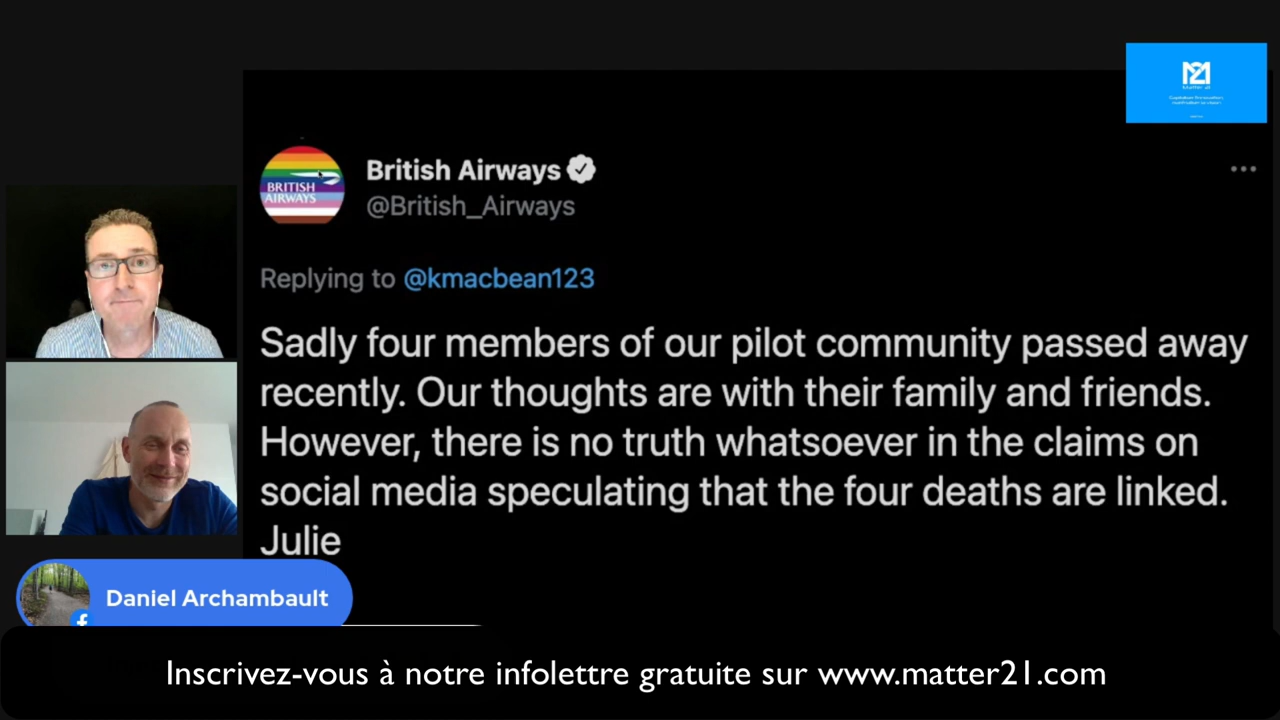 M21
British Airways
@British_Airways
BRITISH
AIRWAYS
Replying to @kmacbean123
Sadly four members of our pilot community passed away
recently. Our thoughts are with their family and friends.
However, there is no truth whatsoever in the claims on
social media speculating that the four deaths are linked.
Julie
Daniel Archambault
Inscrivez-vous à notre infolettre gratuite sur www.matter21.com